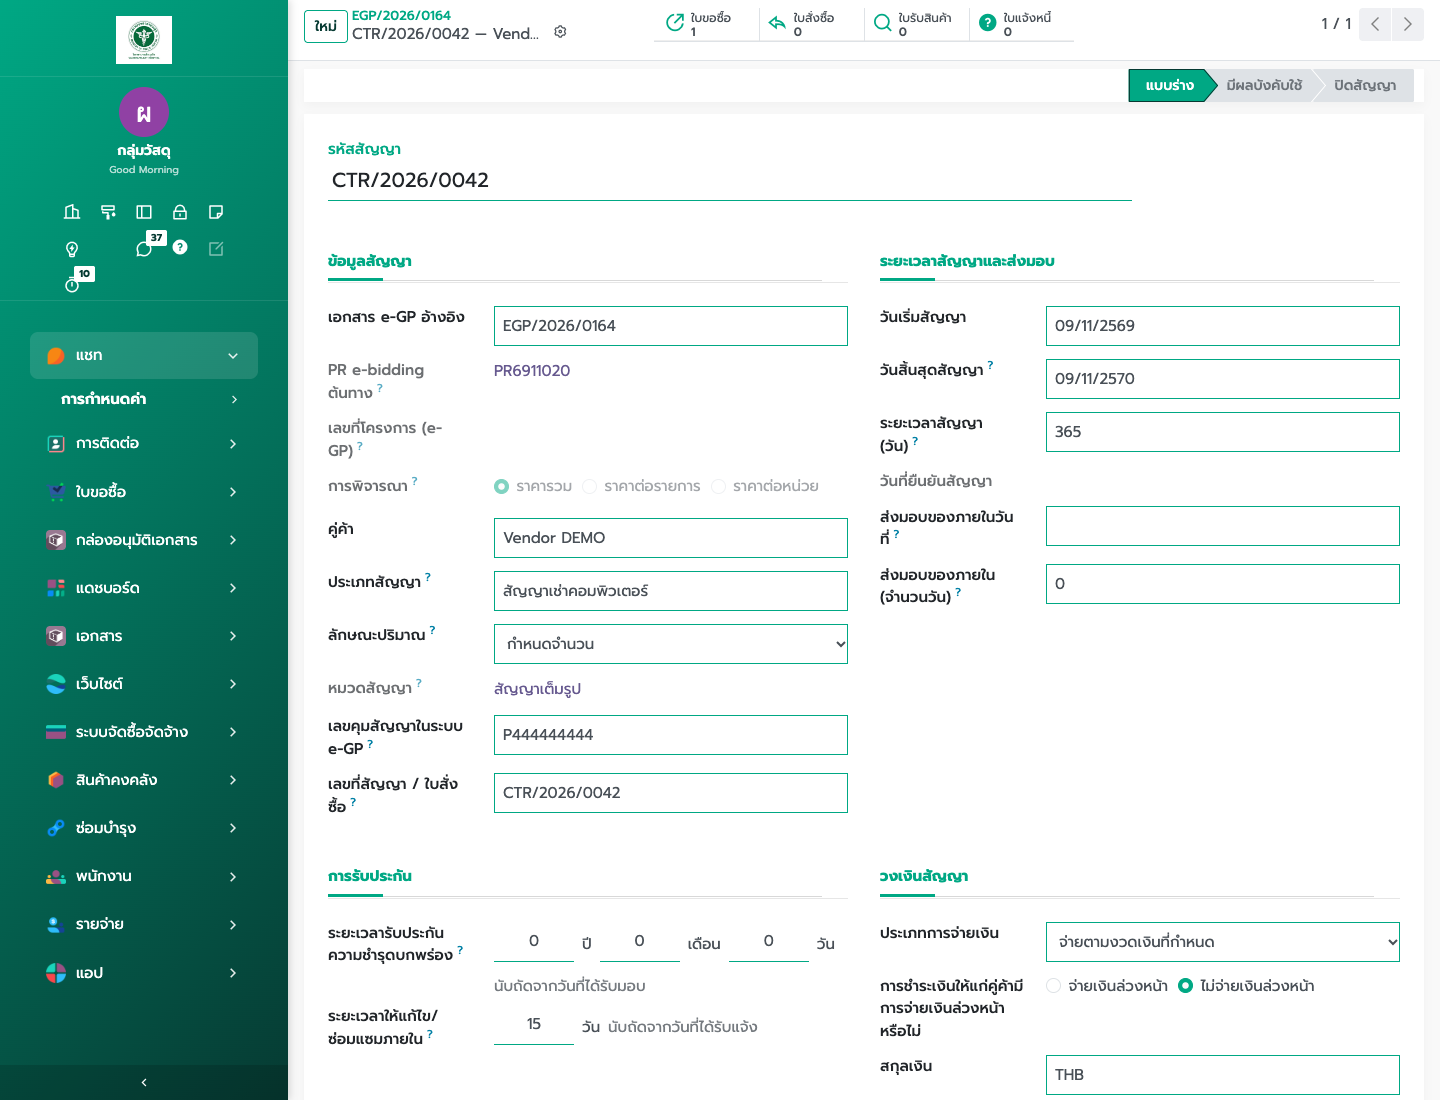 ใหม่
EGP/2026/0164
CTR/2026/0042 — Vend...
ใบขอซื้อ
1
ใบสั่งซื้อ
0
ใบรับสินค้า
0
ใบแจ้งหนี้
0
1 / 1
ผ
กลุ่มวัสดุ
Good Morning
37
10
แชท
การกำหนดค่า
การติดต่อ
ใบขอซื้อ
กล่องอนุมัติเอกสาร
แดชบอร์ด
เอกสาร
เว็บไซต์
ระบบจัดซื้อจัดจ้าง
สินค้าคงคลัง
ซ่อมบำรุง
พนักงาน
รายจ่าย
แอป
แบบร่าง
มีผลบังคับใช้
ปิดสัญญา
รหัสสัญญา
CTR/2026/0042
ข้อมูลสัญญา
เอกสาร e-GP อ้างอิง
EGP/2026/0164
PR e-bidding
ต้นทาง ?
PR6911020
เลขที่โครงการ (e-
GP) ?
การพิจารณา ?
ราคารวม
ราคาต่อรายการ
ราคาต่อหน่วย
คู่ค้า
Vendor DEMO
ประเภทสัญญา ?
สัญญาเช่าคอมพิวเตอร์
ลักษณะปริมาณ ?
กำหนดจำนวน
หมวดสัญญา ?
สัญญาเต็มรูป
เลขคุมสัญญาในระบบ
e-GP ?
P444444444
เลขที่สัญญา / ใบสั่ง
ซื้อ ?
CTR/2026/0042
ระยะเวลาสัญญาและส่งมอบ
วันเริ่มสัญญา
09/11/2569
วันสิ้นสุดสัญญา ?
09/11/2570
ระยะเวลาสัญญา
(วัน) ?
365
วันที่ยืนยันสัญญา
ส่งมอบของภายในวัน
ที่ ?
ส่งมอบของภายใน
(จำนวนวัน) ?
0
การรับประกัน
ระยะเวลารับประกัน
ความชำรุดบกพร่อง ?
0 ปี 0 เดือน 0 วัน
นับถัดจากวันที่ได้รับมอบ
ระยะเวลาให้แก้ไข/
ซ่อมแซมภายใน ?
15 วัน นับถัดจากวันที่ได้รับแจ้ง
วงเงินสัญญา
ประเภทการจ่ายเงิน
จ่ายตามงวดเงินที่กำหนด
การชำระเงินให้แก่คู่ค้ามี
การจ่ายเงินล่วงหน้า
หรือไม่
จ่ายเงินล่วงหน้า
ไม่จ่ายเงินล่วงหน้า
สกุลเงิน
THB